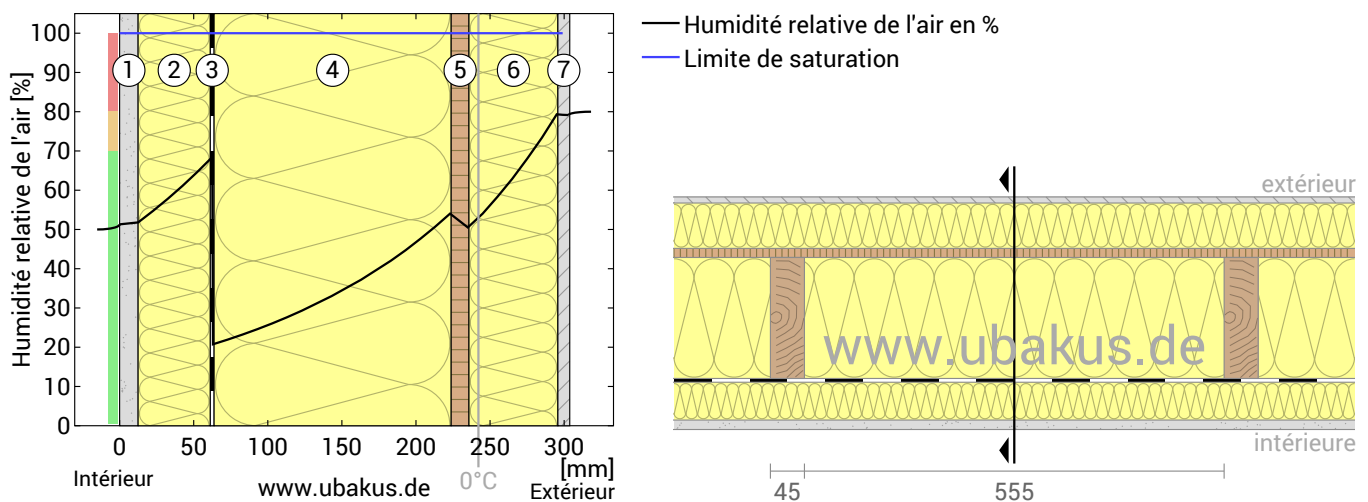 Humidité relative de l'air [%]
100
90
80
70
60
50
40
30
20
10
0
1 2 3 4 5 6 7
0 50 100 150 200 250 300
[mm]
Intérieur
www.ubakus.de
0°C
Extérieur
Humidité relative de l'air en %
Limite de saturation
extérieur
www.ubakus.de
intérieure
45 555